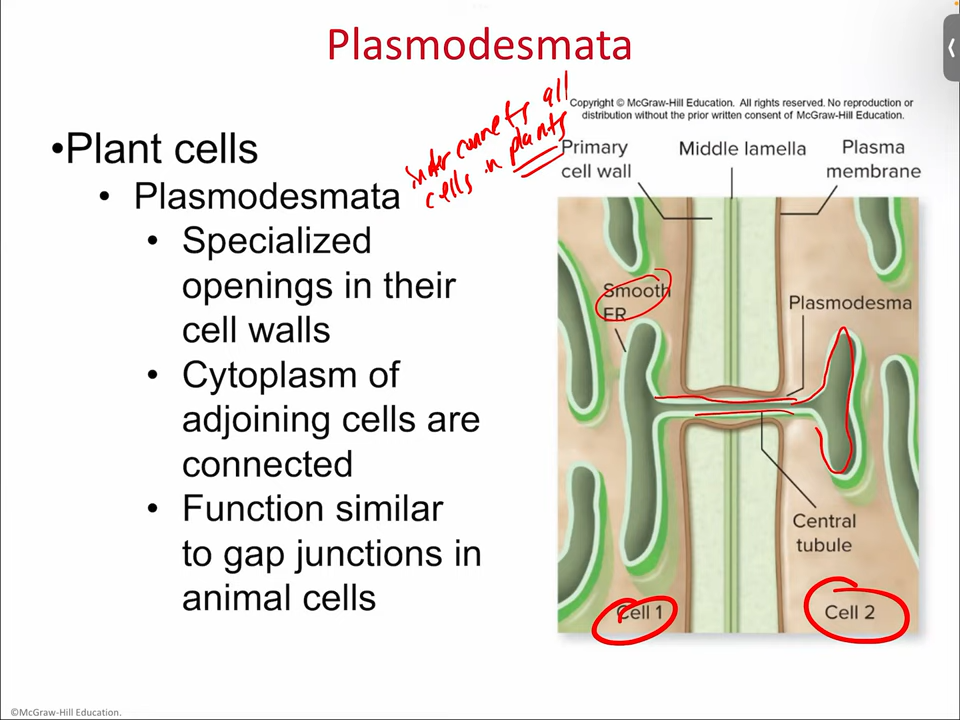 Plasmodesmata
•Plant cells
• Plasmodesmata
• Specialized
openings in their
cell walls
• Cytoplasm of
adjoining cells are
connected
• Function similar
to gap junctions in
animal cells
inter connects all
cells in plants
Copyright © McGraw-Hill Education. All rights reserved. No reproduction or
distribution without the prior written consent of McGraw-Hill Education.
Primary
cell wall
Middle lamella
Plasma
membrane
Smooth
ER
Plasmodesma
Central
tubule
Cell 1
Cell 2
©McGraw-Hill Education.